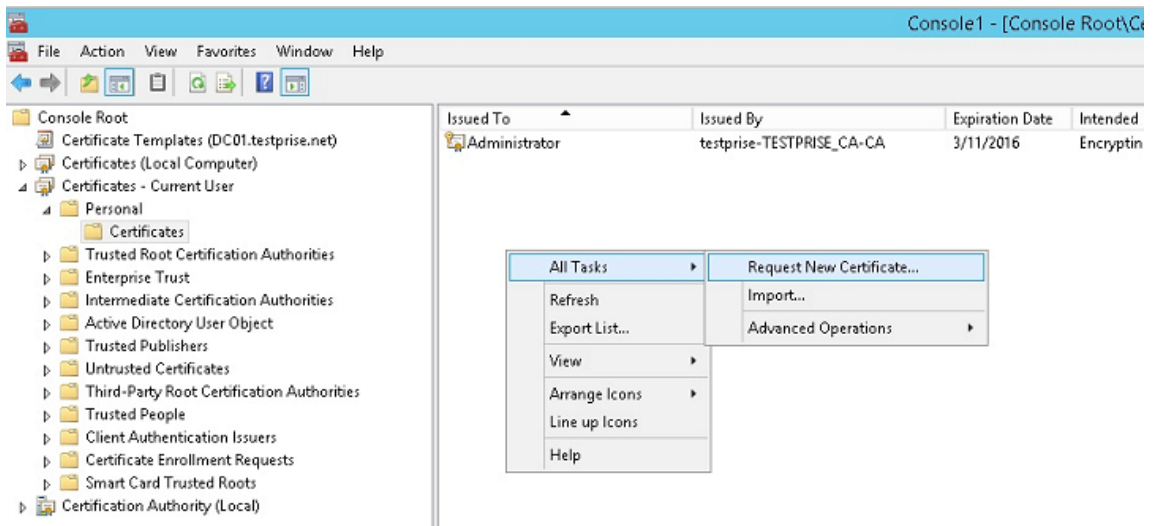 Console1 - [Console Root\Ce
File Action View Favorites Window Help
Console Root
Certificate Templates (DC01.testprise.net)
Certificates (Local Computer)
Certificates - Current User
Personal
Certificates
Trusted Root Certification Authorities
Enterprise Trust
Intermediate Certification Authorities
Active Directory User Object
Trusted Publishers
Untrusted Certificates
Third-Party Root Certification Authorities
Trusted People
Client Authentication Issuers
Certificate Enrollment Requests
Smart Card Trusted Roots
Certification Authority (Local)
Issued To Issued By Expiration Date Intended
Administrator testprise-TESTPRISE_CA-CA 3/11/2016 Encryptin
All Tasks
Refresh
Export List...
View
Arrange Icons
Line up Icons
Help
Request New Certificate...
Import...
Advanced Operations